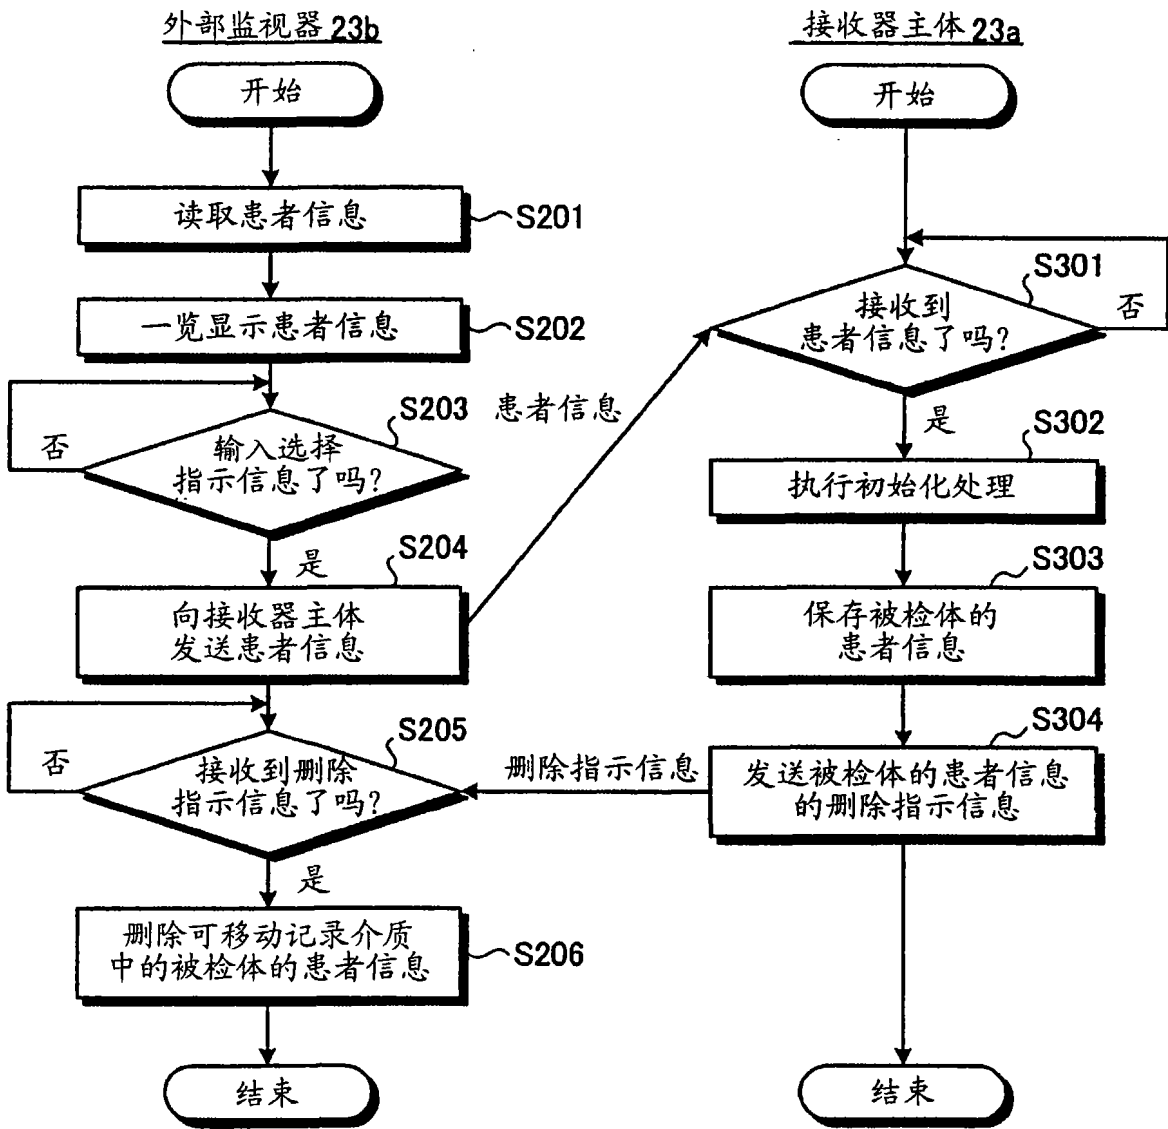 外部监视器 23b
开始
读取患者信息
S201
一览显示患者信息
S202
S203
输入选择
指示信息了吗?
否
是
S204
向接收器主体
发送患者信息
患者信息
S205
接收到删除
指示信息了吗?
否
是
删除可移动记录介质
中的被检体的患者信息
S206
结束
接收器主体 23a
开始
S301
接收到
患者信息了吗?
否
是
S302
执行初始化处理
S303
保存被检体的
患者信息
S304
发送被检体的患者信息
的删除指示信息
删除指示信息
结束